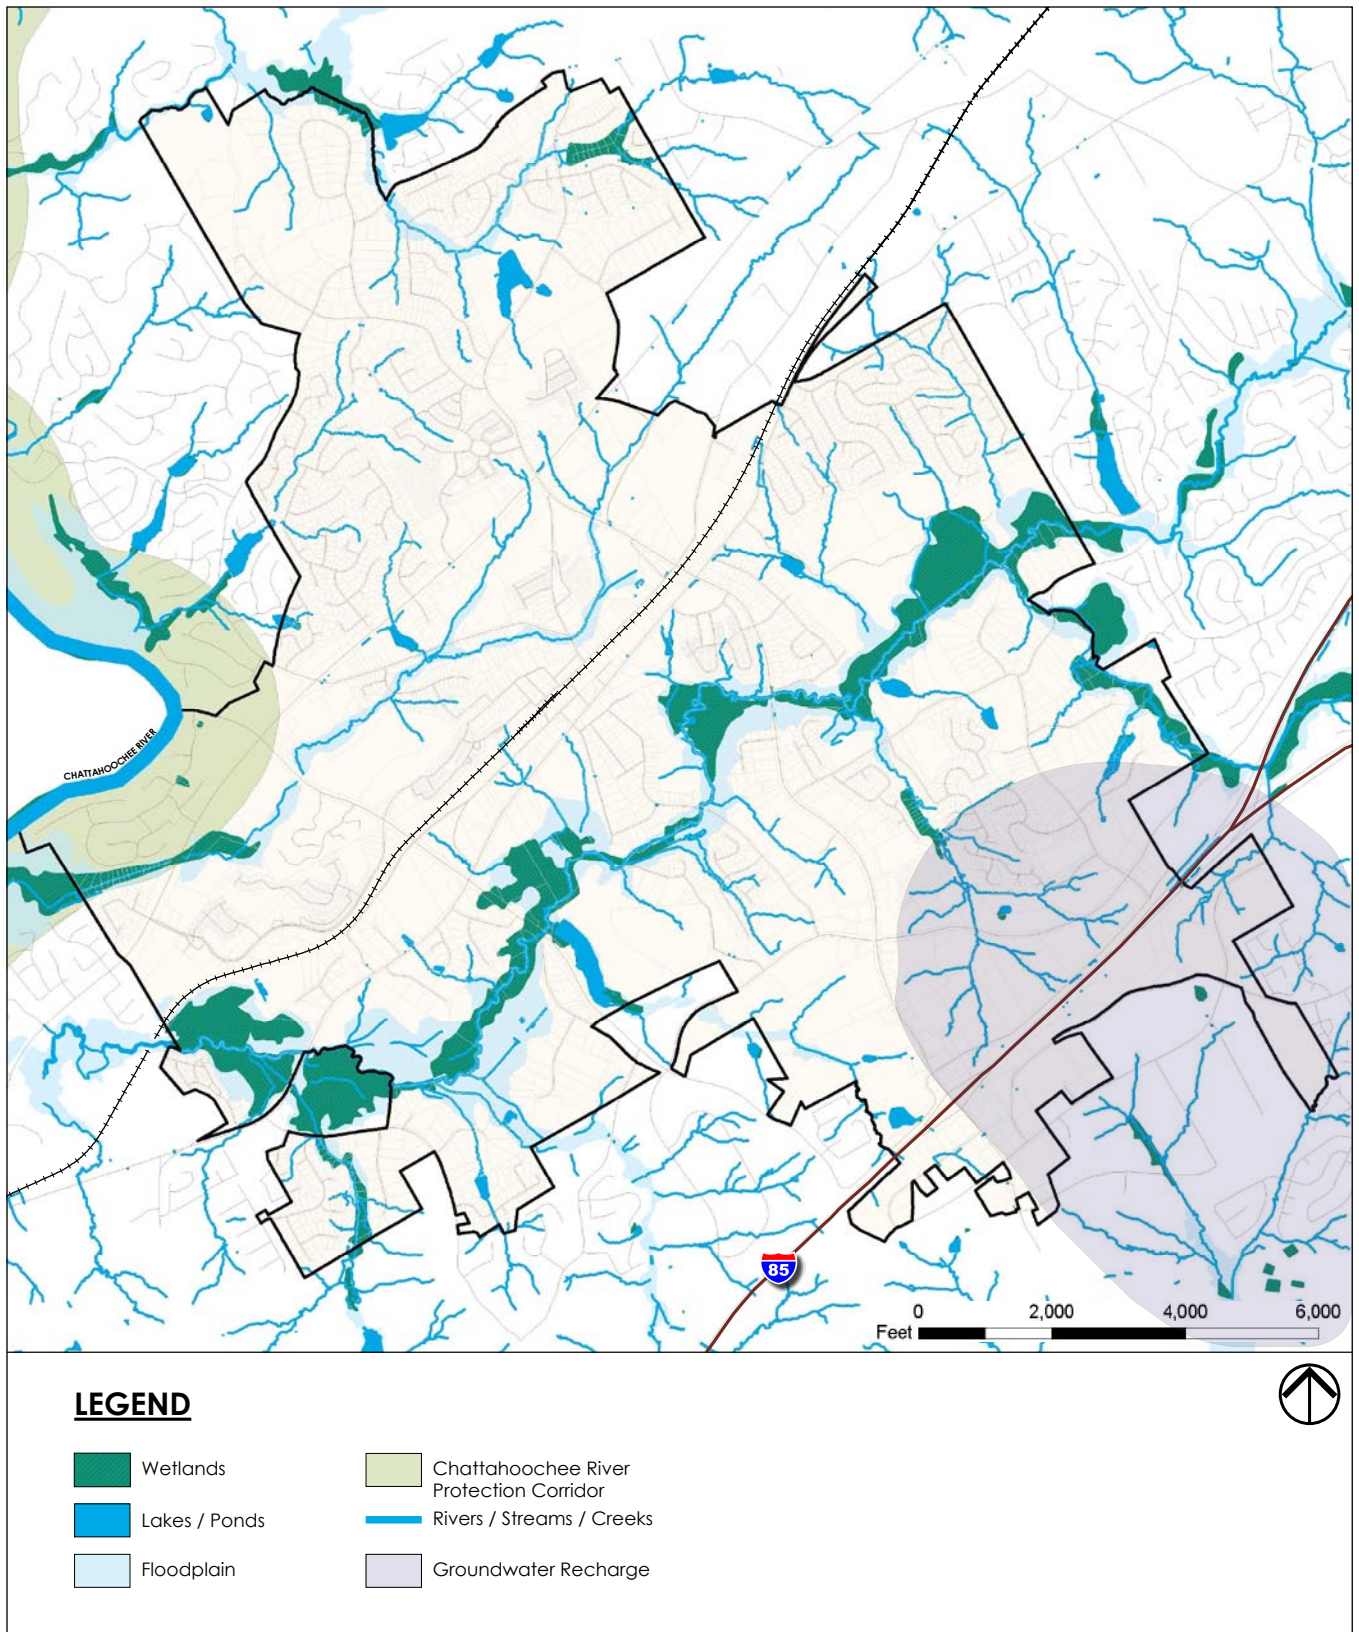 CHATTAHOOCHEE RIVER
85
0 2,000 4,000 6,000
Feet
LEGEND
Wetlands
Lakes / Ponds
Floodplain
Chattahoochee River
Protection Corridor
Rivers / Streams / Creeks
Groundwater Recharge